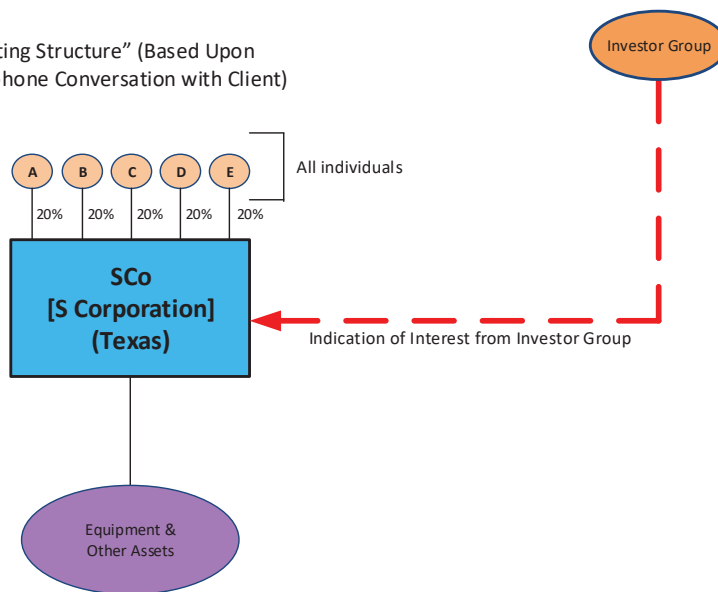 Investor Group
ting Structure” (Based Upon
phone Conversation with Client)
All individuals
A B C D E
20% 20% 20% 20% 20%
SCo
[S Corporation]
(Texas)
Indication of Interest from Investor Group
Equipment &
Other Assets